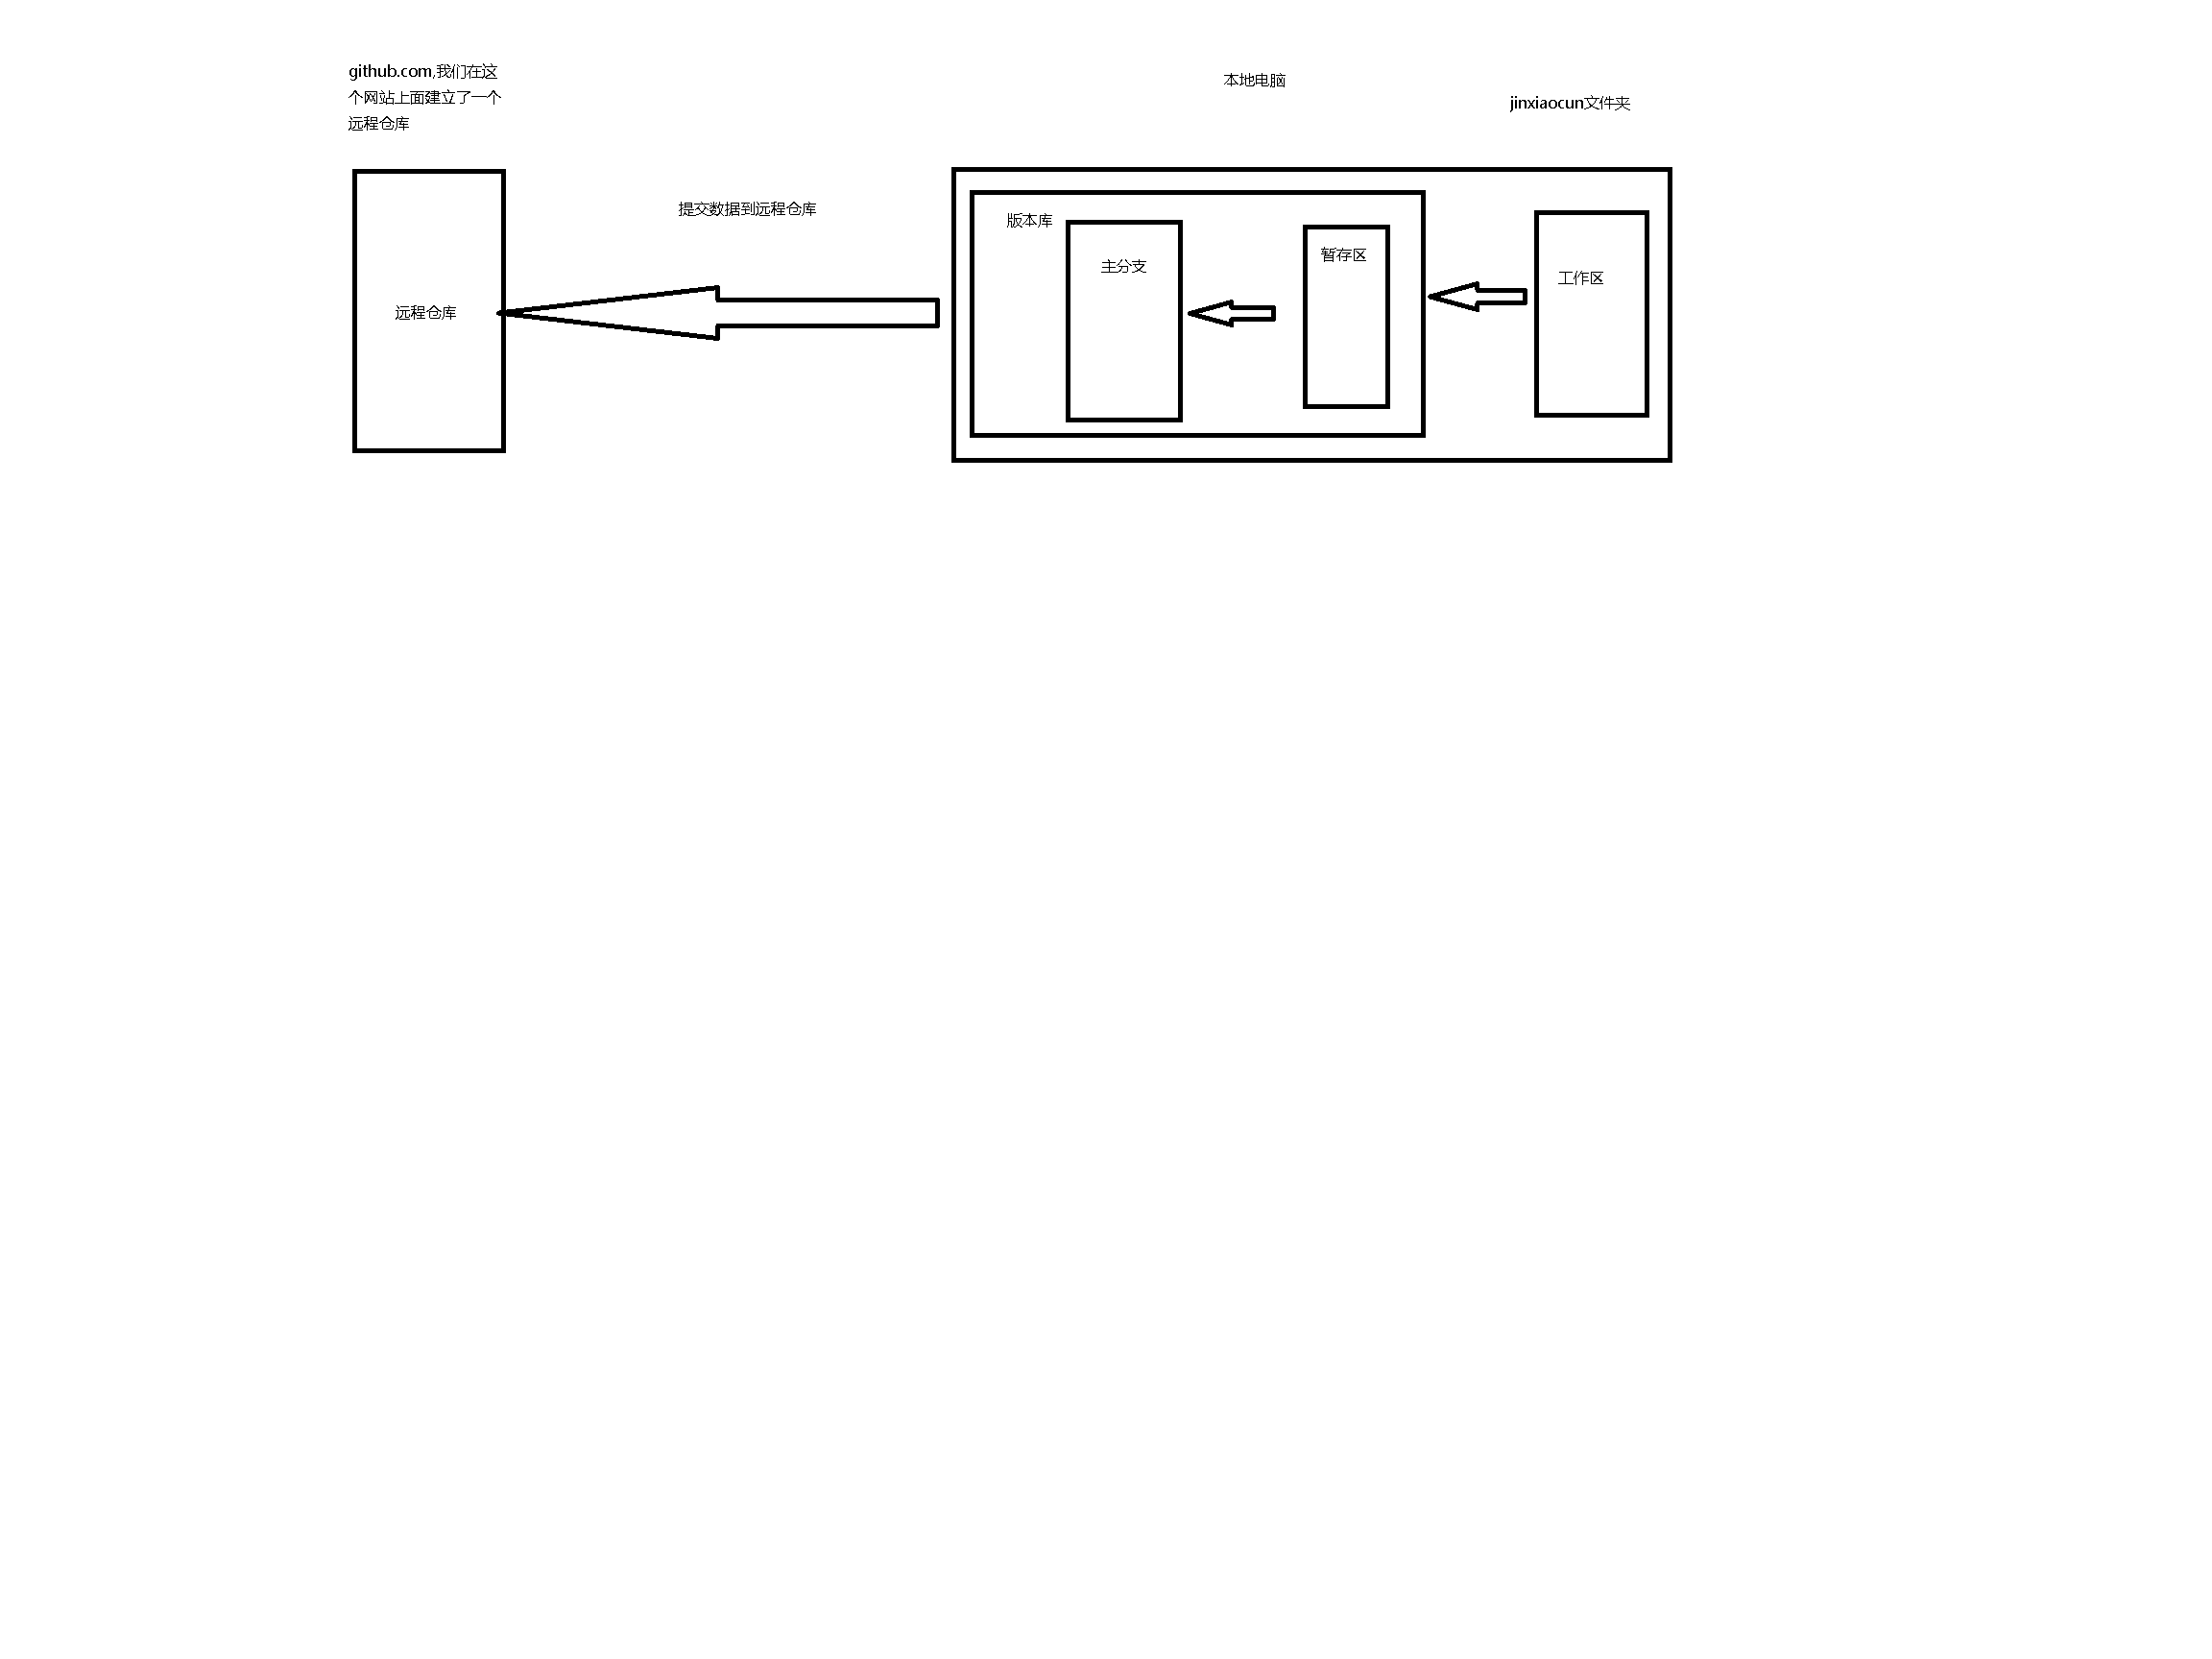 github.com,我们在这
个网站上面建立了一个
远程仓库
本地电脑
jinxiaocun文件夹
提交数据到远程仓库
版本库
主分支
暂存区
工作区
远程仓库